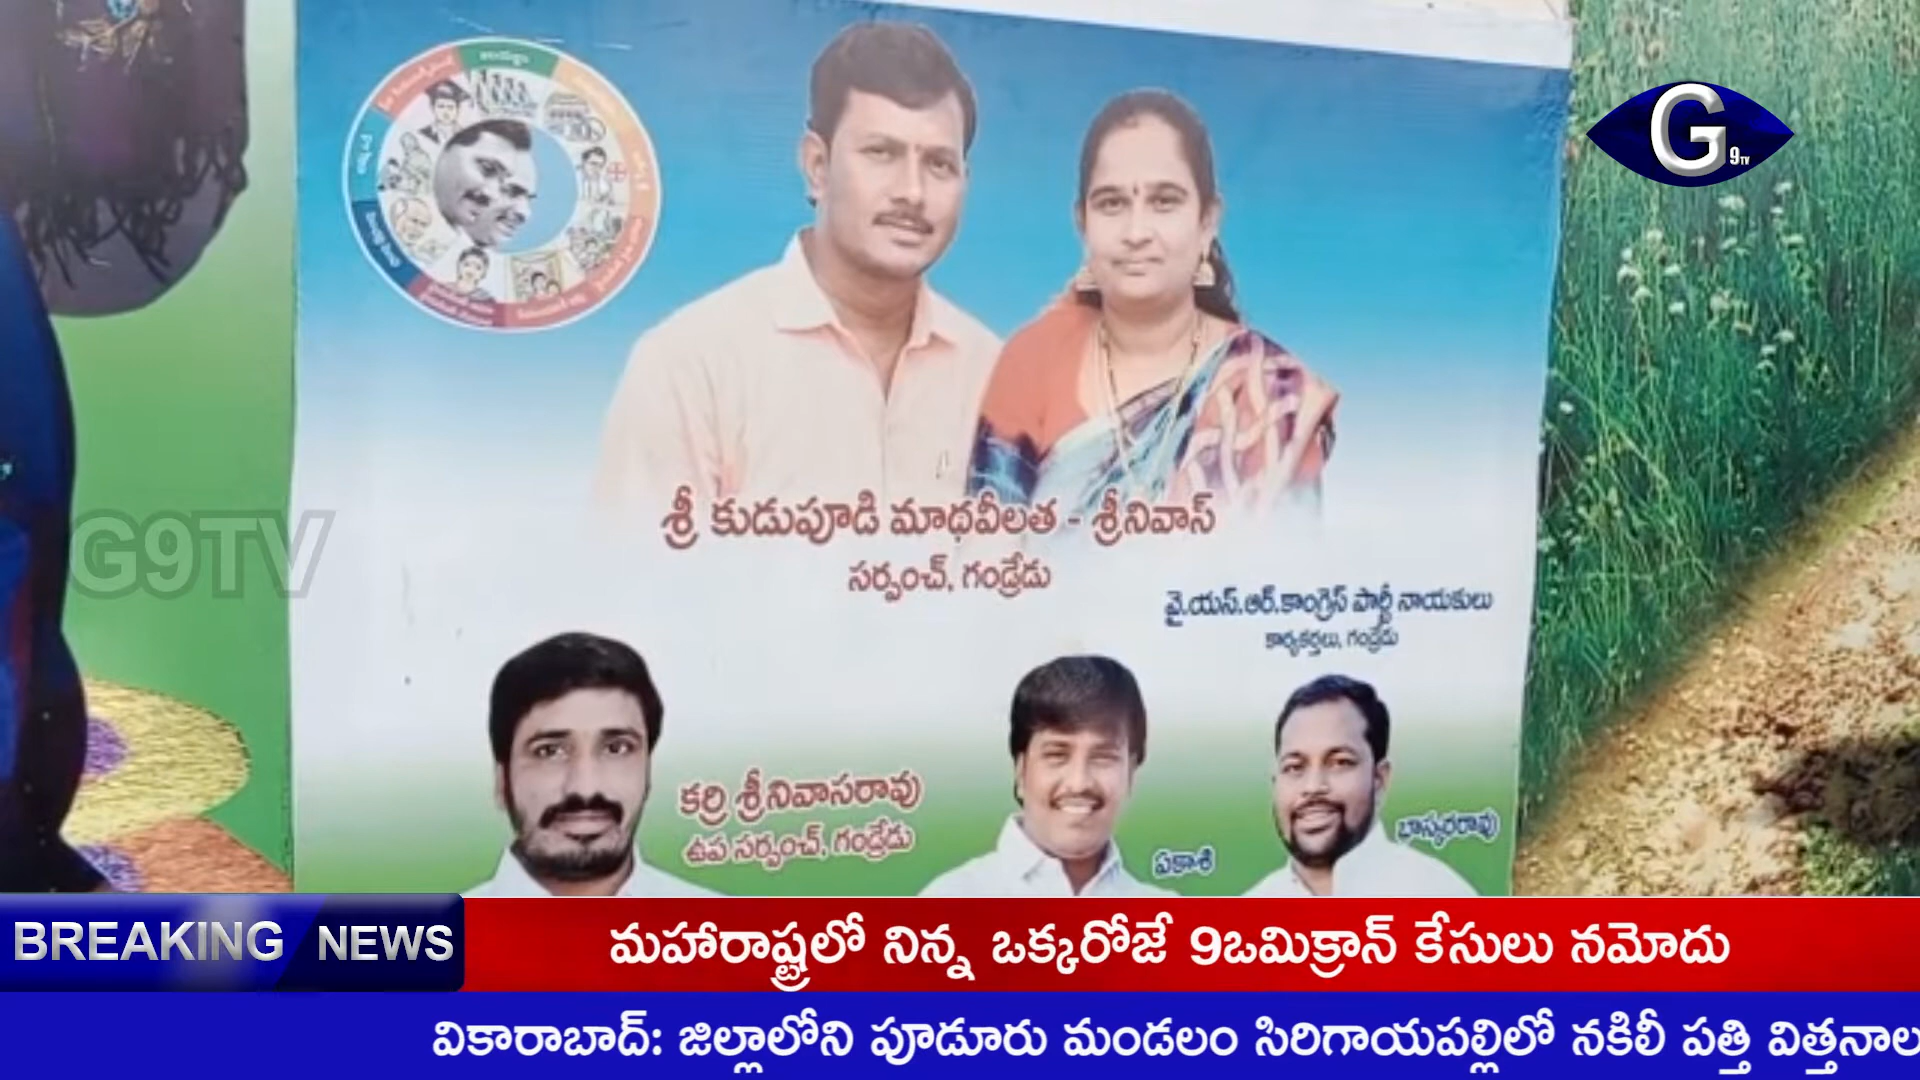 G9TV
G9TV
శ్రీ కుడుపూడి మాధవీలత - శ్రీనివాస్
సర్పంచ్, గండ్రేడు
వై.యస్.ఆర్.కాంగ్రెస్ పార్టీ నాయకులు
కార్యకర్తలు, గండ్రేడు
కర్రి శ్రీనివాసరావు
ఉప సర్పంచ్, గండ్రేడు
ఏకాశి
భాస్కరరావు
BREAKING NEWS
మహారాష్ట్రలో నిన్న ఒక్కరోజే 9ఒమిక్రాన్ కేసులు నమోదు
వికారాబాద్: జిల్లాలోని పూడూరు మండలం సిరిగాయపల్లిలో నకిలీ పత్తి విత్తనాలు